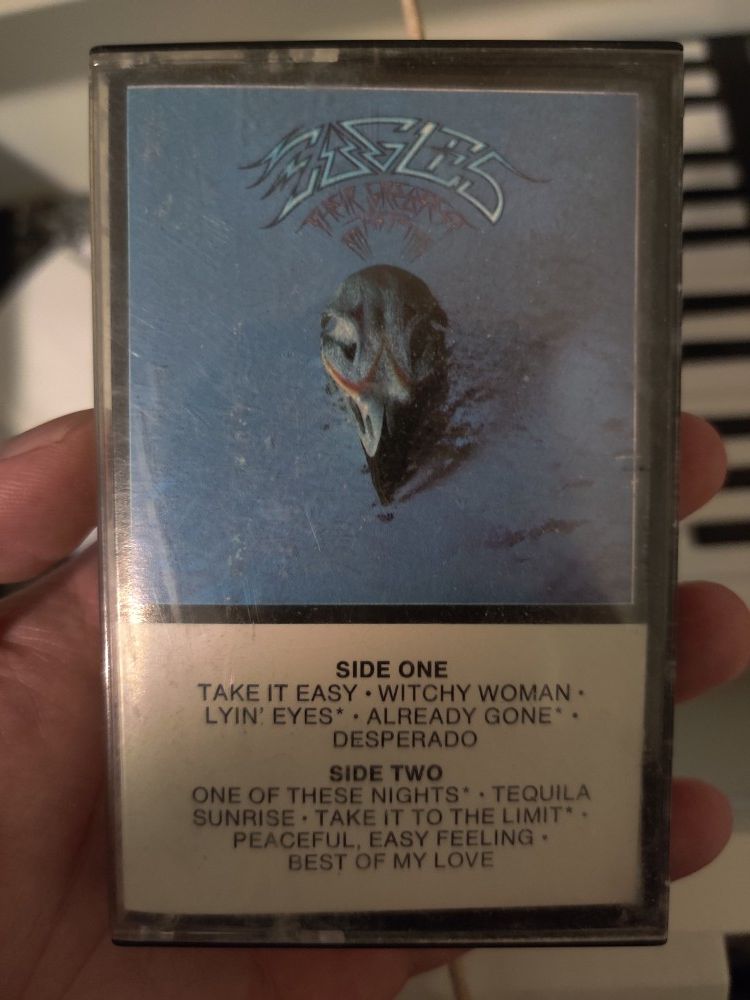 EAGLES
THEIR GREATEST
HITS
SIDE ONE
TAKE IT EASY • WITCHY WOMAN •
LYIN' EYES* • ALREADY GONE* •
DESPERADO
SIDE TWO
ONE OF THESE NIGHTS* • TEQUILA
SUNRISE • TAKE IT TO THE LIMIT* •
PEACEFUL, EASY FEELING •
BEST OF MY LOVE